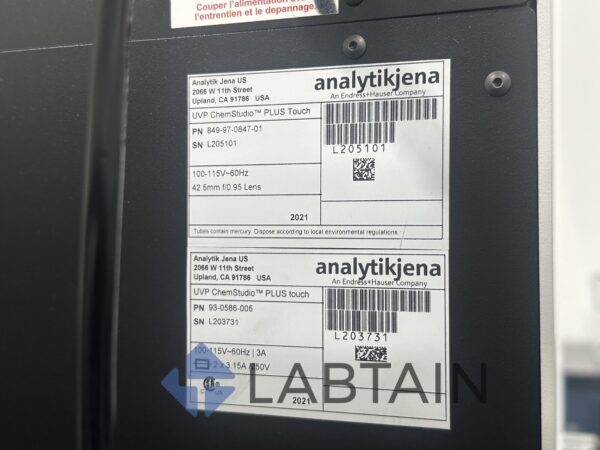 Couper l'alimentation
l'entretien et le depannage.
Analytik Jena US
2066 W 11th Street
Upland, CA 91786 USA
analytikjena
An Endress+Hauser Company
UVP ChemStudio™ PLUS Touch
PN 849-97-0847-01
SN L205101
L205101
100-115V~60Hz
42.5mm f/0.95 Lens
2021
Tubes contain mercury. Dispose according to local environmental regulations.
Analytik Jena US
2066 W 11th Street
Upland, CA 91786 USA
analytikjena
An Endress+Hauser Company
UVP ChemStudio™ PLUS touch
PN 93-0586-005
SN L203731
L203731
100-115V~60Hz | 3A
2 x 3.15A /250V
C US
2021
LABTAIN